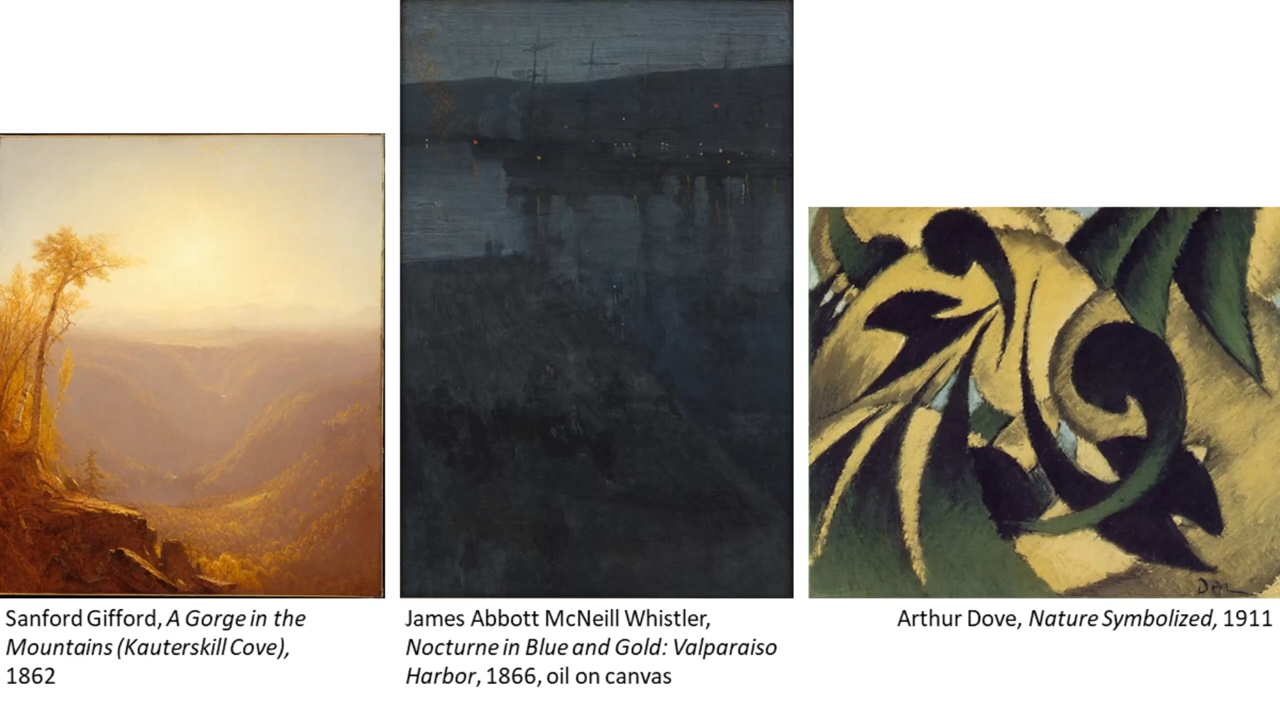 Sanford Gifford, A Gorge in the
Mountains (Kauterskill Cove),
1862
James Abbott McNeill Whistler,
Nocturne in Blue and Gold: Valparaiso
Harbor, 1866, oil on canvas
Dove
Arthur Dove, Nature Symbolized, 1911